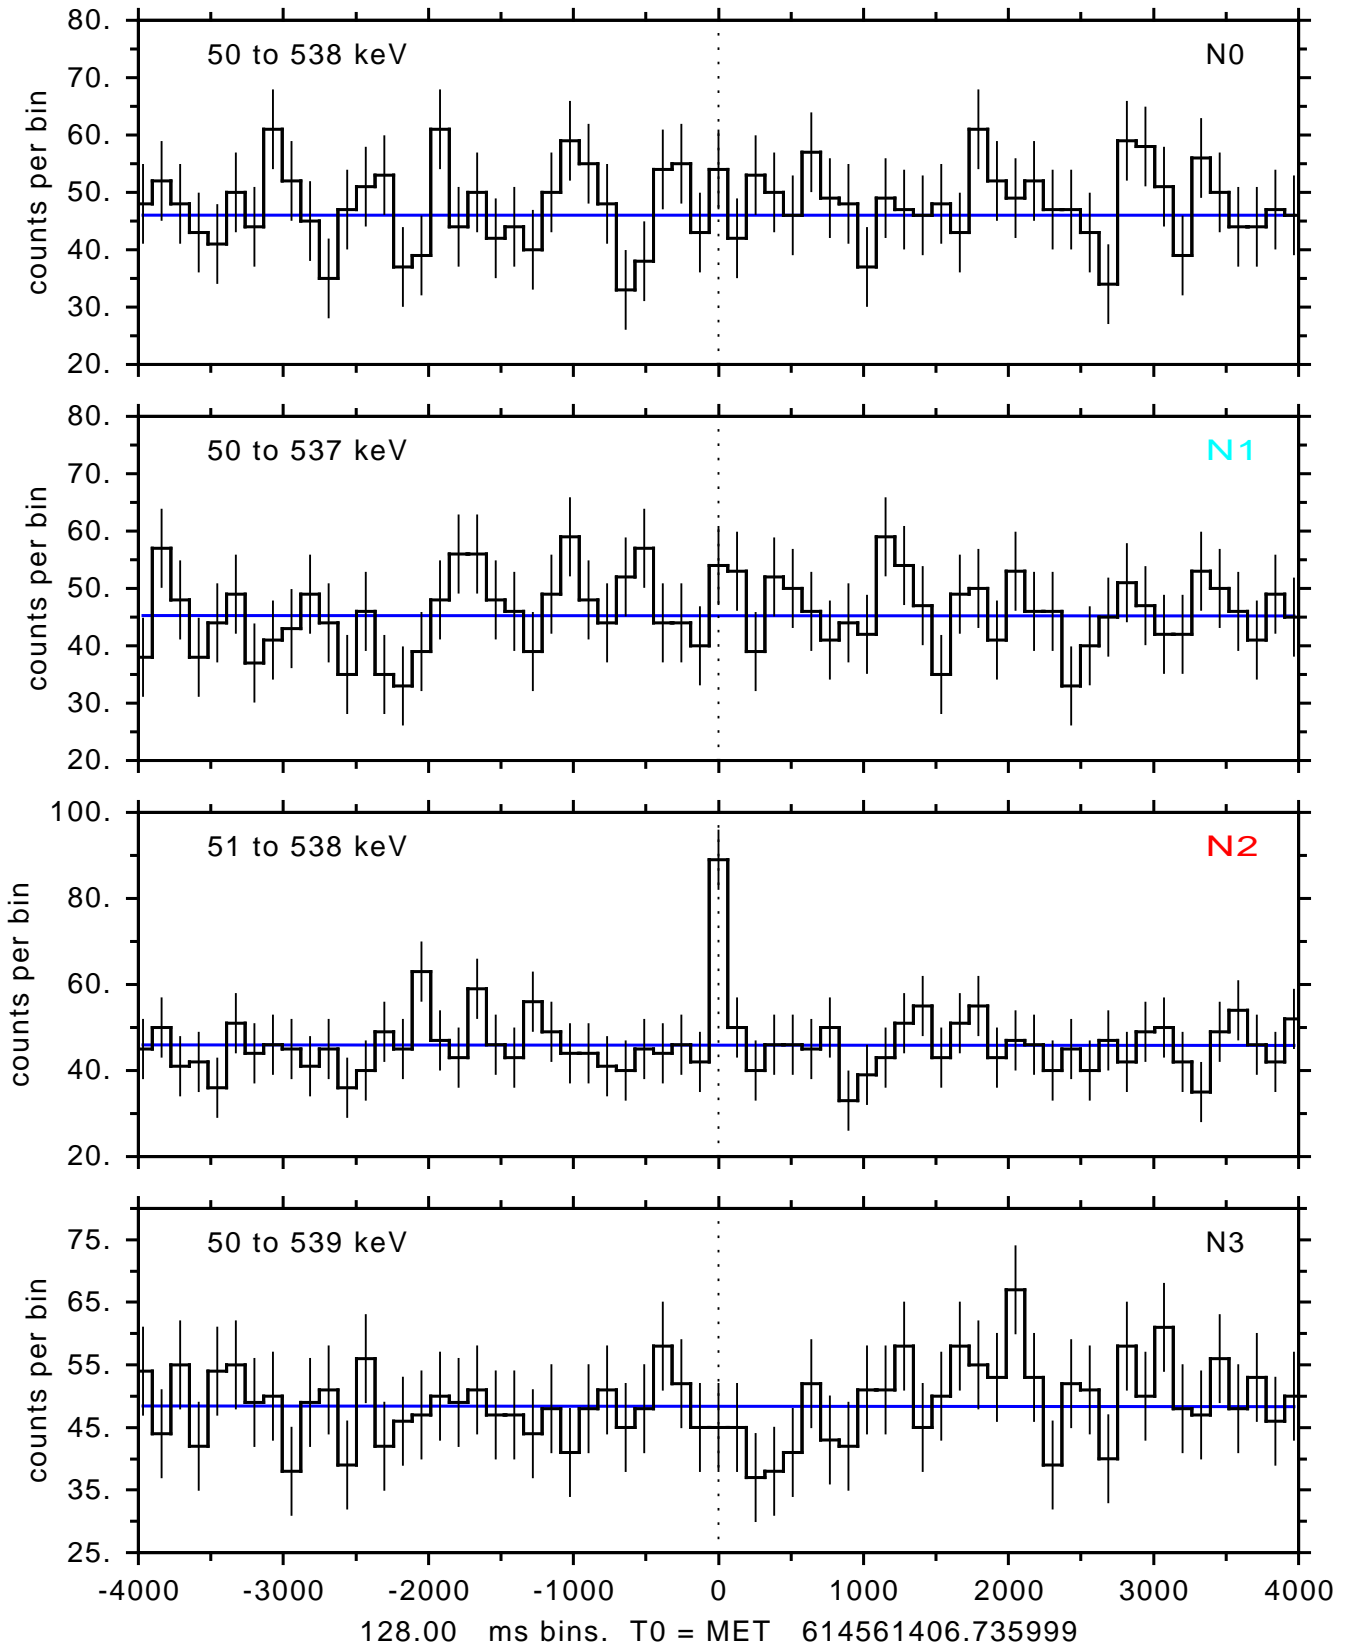 80.
70.
60.
50.
40.
30.
20.
counts per bin
50 to 538 keV N0
80.
70.
60.
50.
40.
30.
20.
counts per bin
50 to 537 keV N1
100.
80.
60.
40.
20.
counts per bin
51 to 538 keV N2
75.
65.
55.
45.
35.
25.
counts per bin
50 to 539 keV N3
-4000 -3000 -2000 -1000 0 1000 2000 3000 4000
128.00 ms bins. T0 = MET 614561406.735999